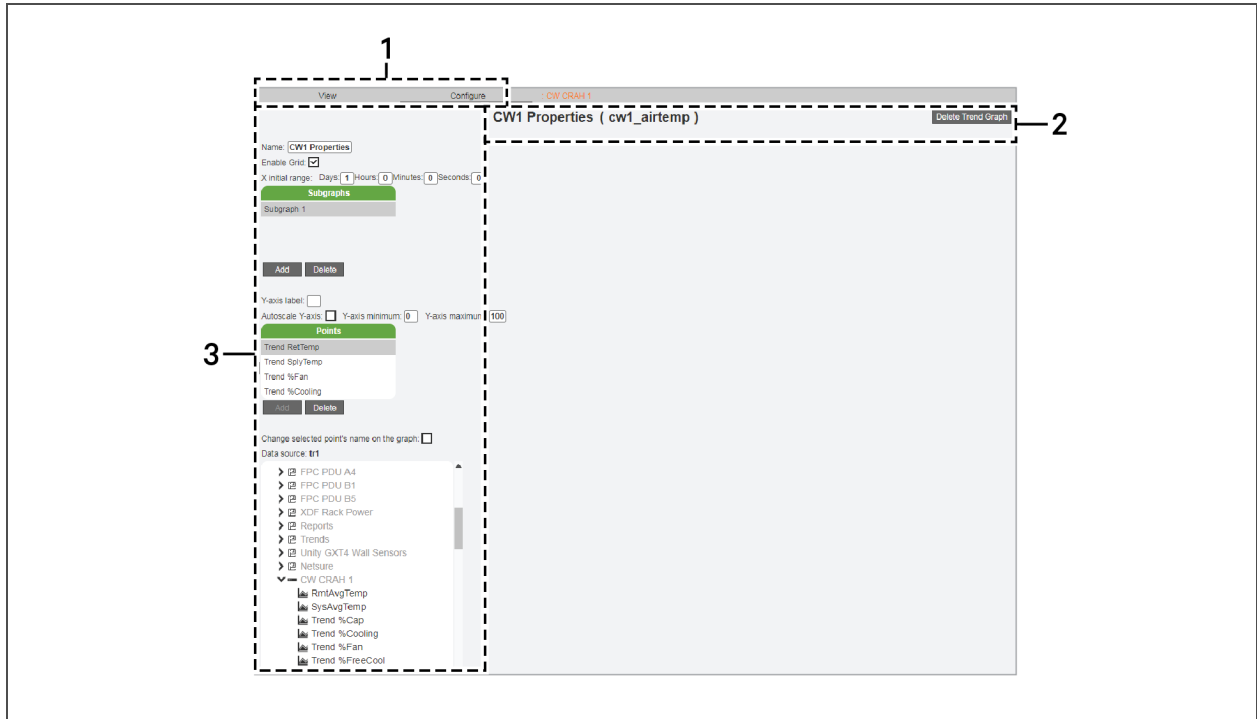 1
View Configure * CW CRAH 1
CW1 Properties ( cw1_airtemp ) Delete Trend Graph
2
Name: CW1 Properties
Enable Grid:
X initial range: Days: 1 Hours: 0 Minutes: 0 Seconds: 0
Subgraphs
Subgraph 1
Add Delete
Y-axis label:
Autoscale Y-axis: Y-axis minimum: 0 Y-axis maximum 100
Points
Trend RetTemp
3
Trend SplyTemp
Trend %Fan
Trend %Cooling
Add Delete
Change selected point's name on the graph:
Data source: tr1
FPC PDU A4
FPC PDU B1
FPC PDU B5
XDF Rack Power
Reports
Trends
Unity GXT4 Wall Sensors
Netsure
CW CRAH 1
RmtAvgTemp
SysAvgTemp
Trend %Cap
Trend %Cooling
Trend %Fan
Trend %FreeCool